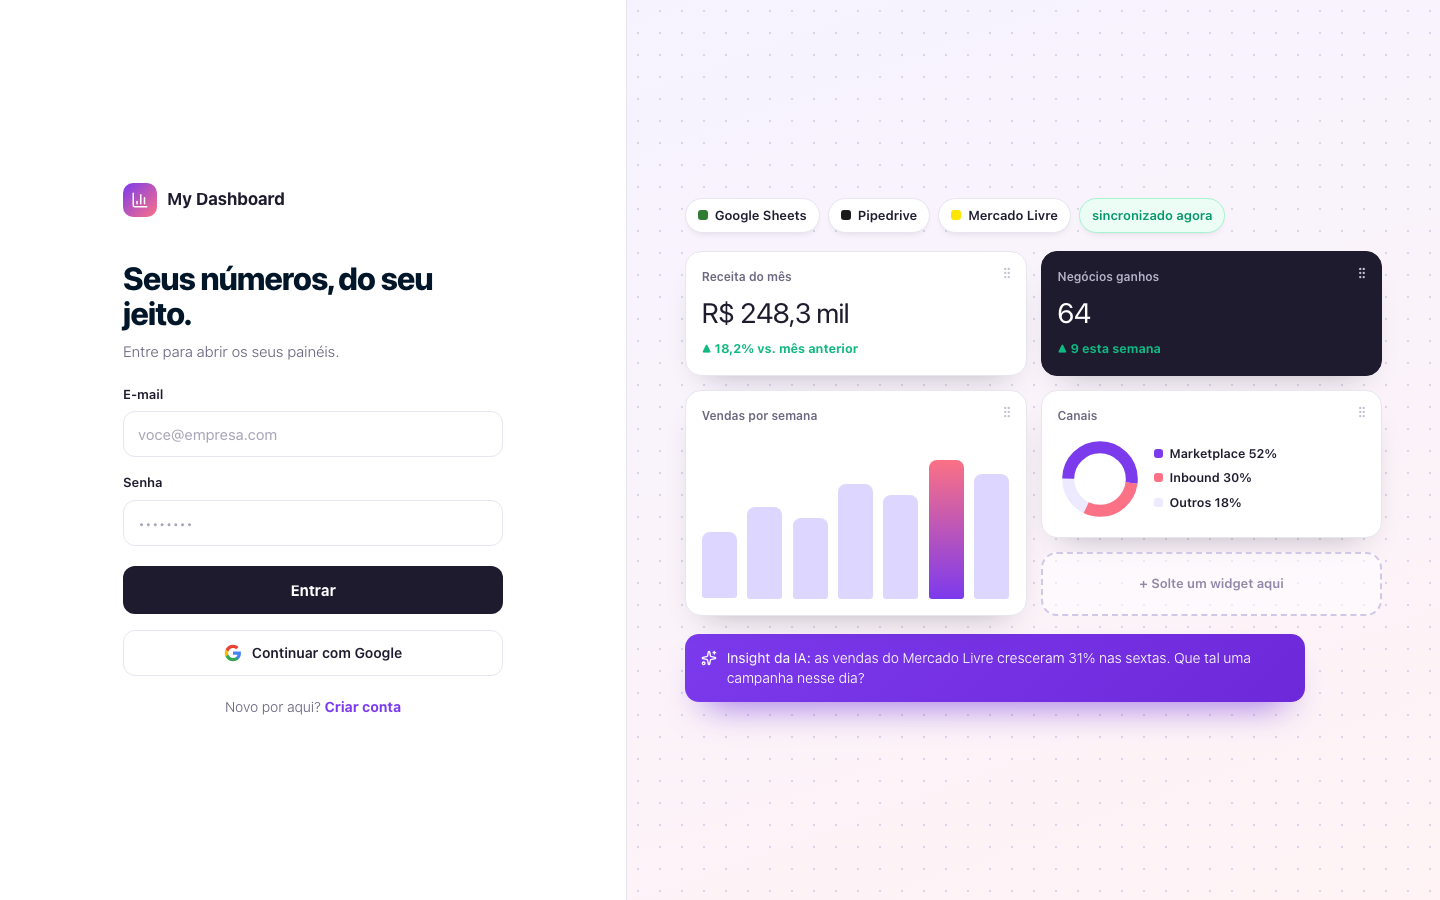 My Dashboard
Seus números, do seu
jeito.
Entre para abrir os seus painéis.
E-mail
voce@empresa.com
Senha
••••••••
Entrar
Continuar com Google
Novo por aqui? Criar conta
Google Sheets
Pipedrive
Mercado Livre
sincronizado agora
Receita do mês
R$ 248,3 mil
▲ 18,2% vs. mês anterior
Negócios ganhos
64
▲ 9 esta semana
Vendas por semana
Canais
Marketplace 52%
Inbound 30%
Outros 18%
+ Solte um widget aqui
Insight da IA: as vendas do Mercado Livre cresceram 31% nas sextas. Que tal uma
campanha nesse dia?